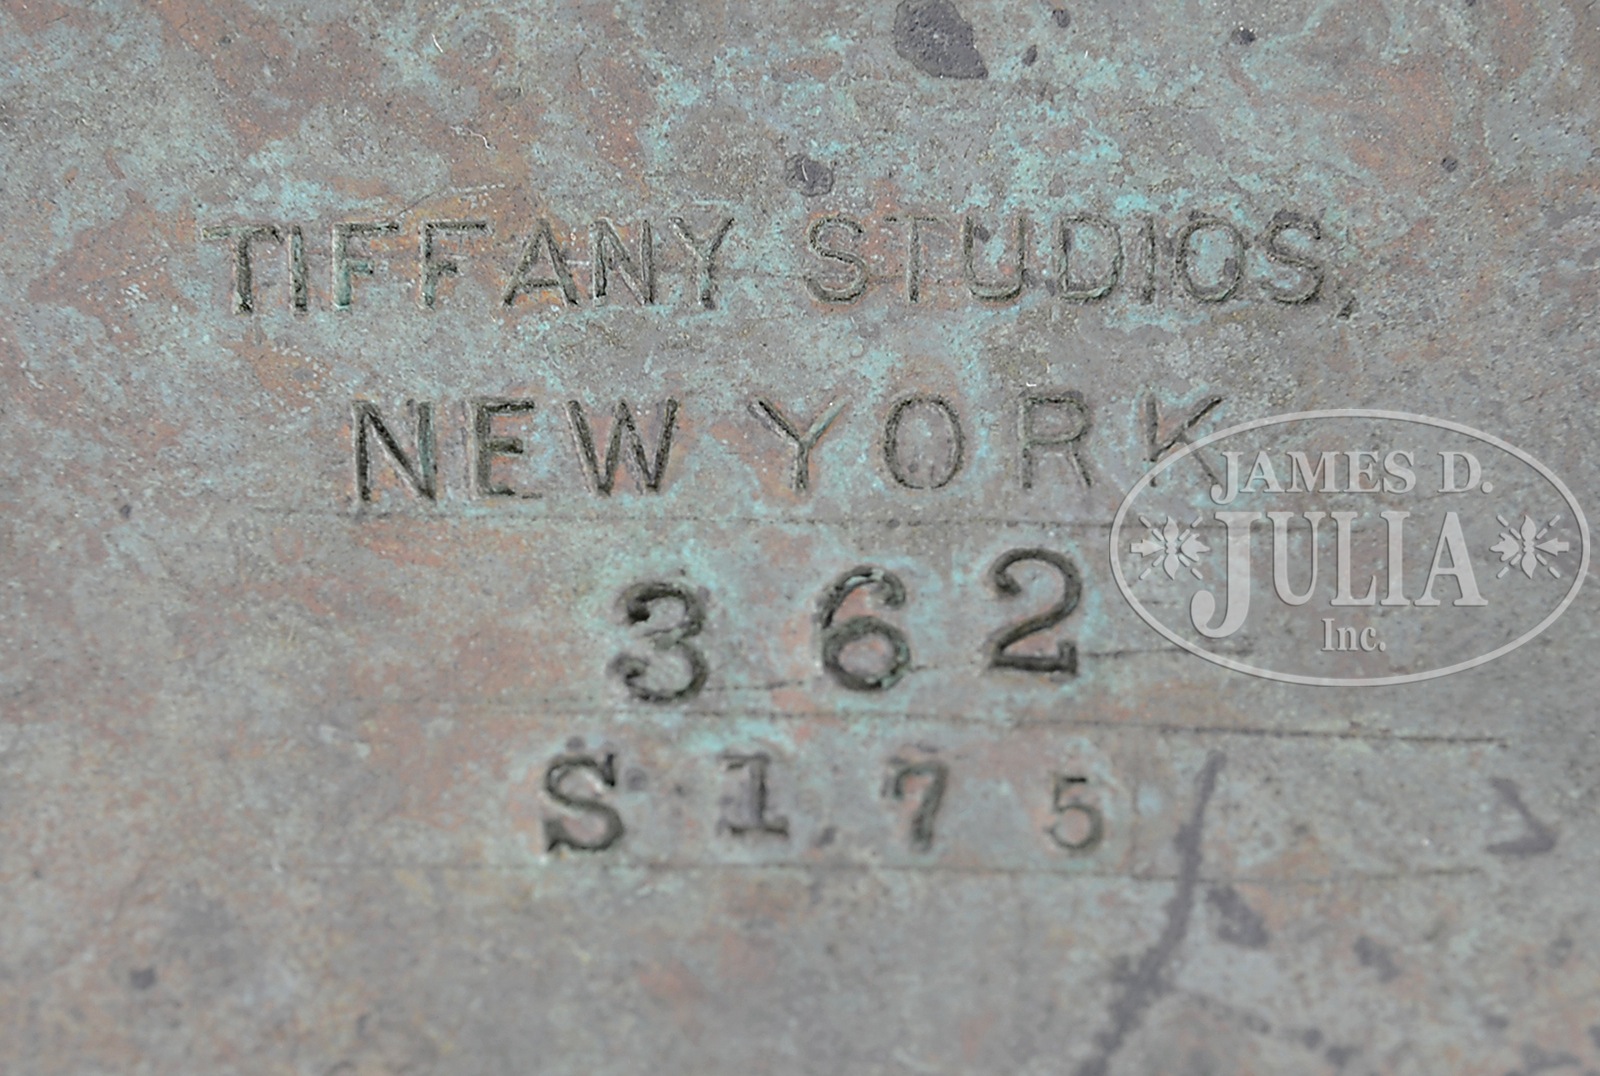 TIFFANY STUDIOS,
NEW YORK
362
S175
JAMES D.
JULIA
Inc.